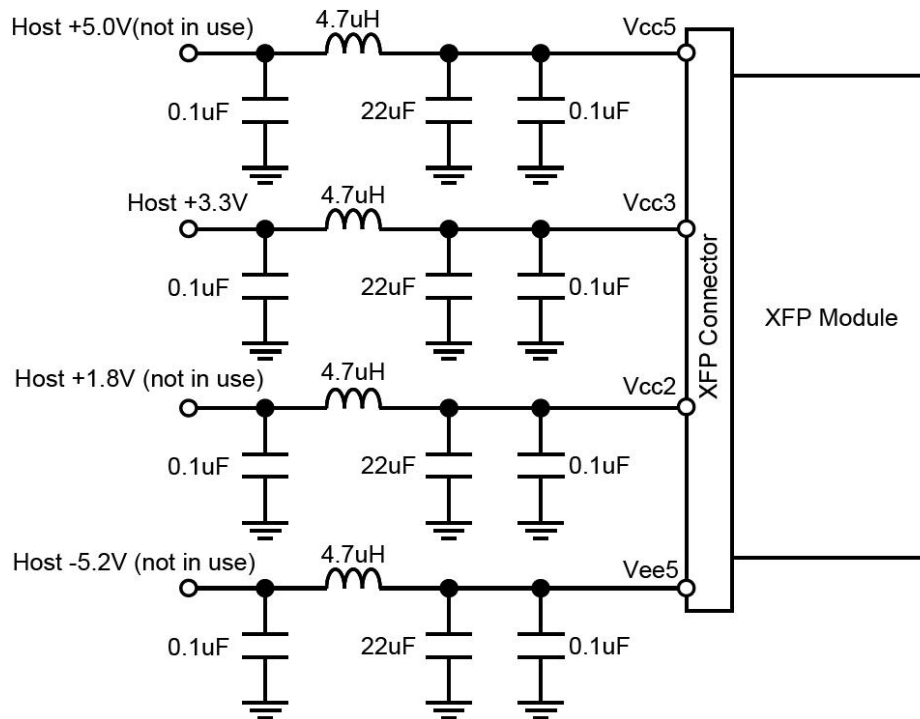 Host +5.0V(not in use)
4.7uH
Vcc5
0.1uF
22uF
0.1uF
Host +3.3V
4.7uH
Vcc3
0.1uF
22uF
0.1uF
XFP Connector
XFP Module
Host +1.8V (not in use)
4.7uH
Vcc2
0.1uF
22uF
0.1uF
Host -5.2V (not in use)
4.7uH
Vee5
0.1uF
22uF
0.1uF